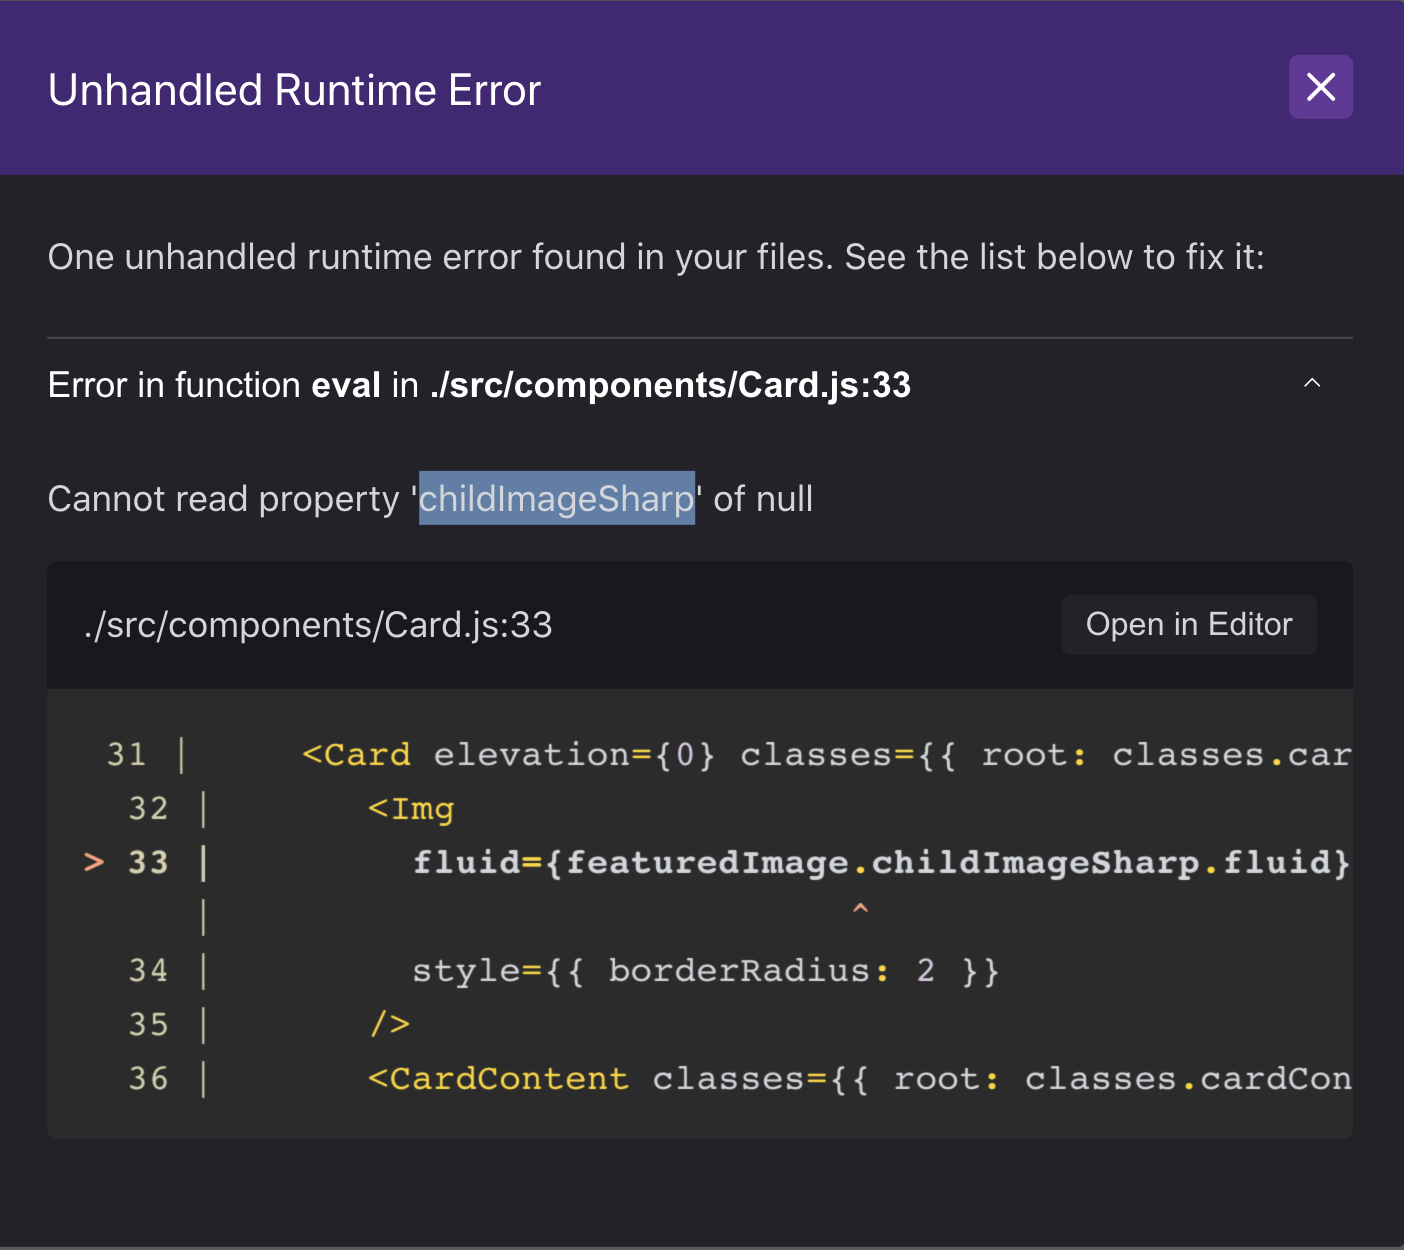 Unhandled Runtime Error
One unhandled runtime error found in your files. See the list below to fix it:
Error in function eval in ./src/components/Card.js:33
Cannot read property 'childImageSharp' of null
./src/components/Card.js:33
Open in Editor
31 |      <Card elevation={0} classes={{ root: classes.car
32 |        <Img
> 33 |          fluid={featuredImage.childImageSharp.fluid}
|                              ^
34 |          style={{ borderRadius: 2 }}
35 |        />
36 |        <CardContent classes={{ root: classes.cardCon